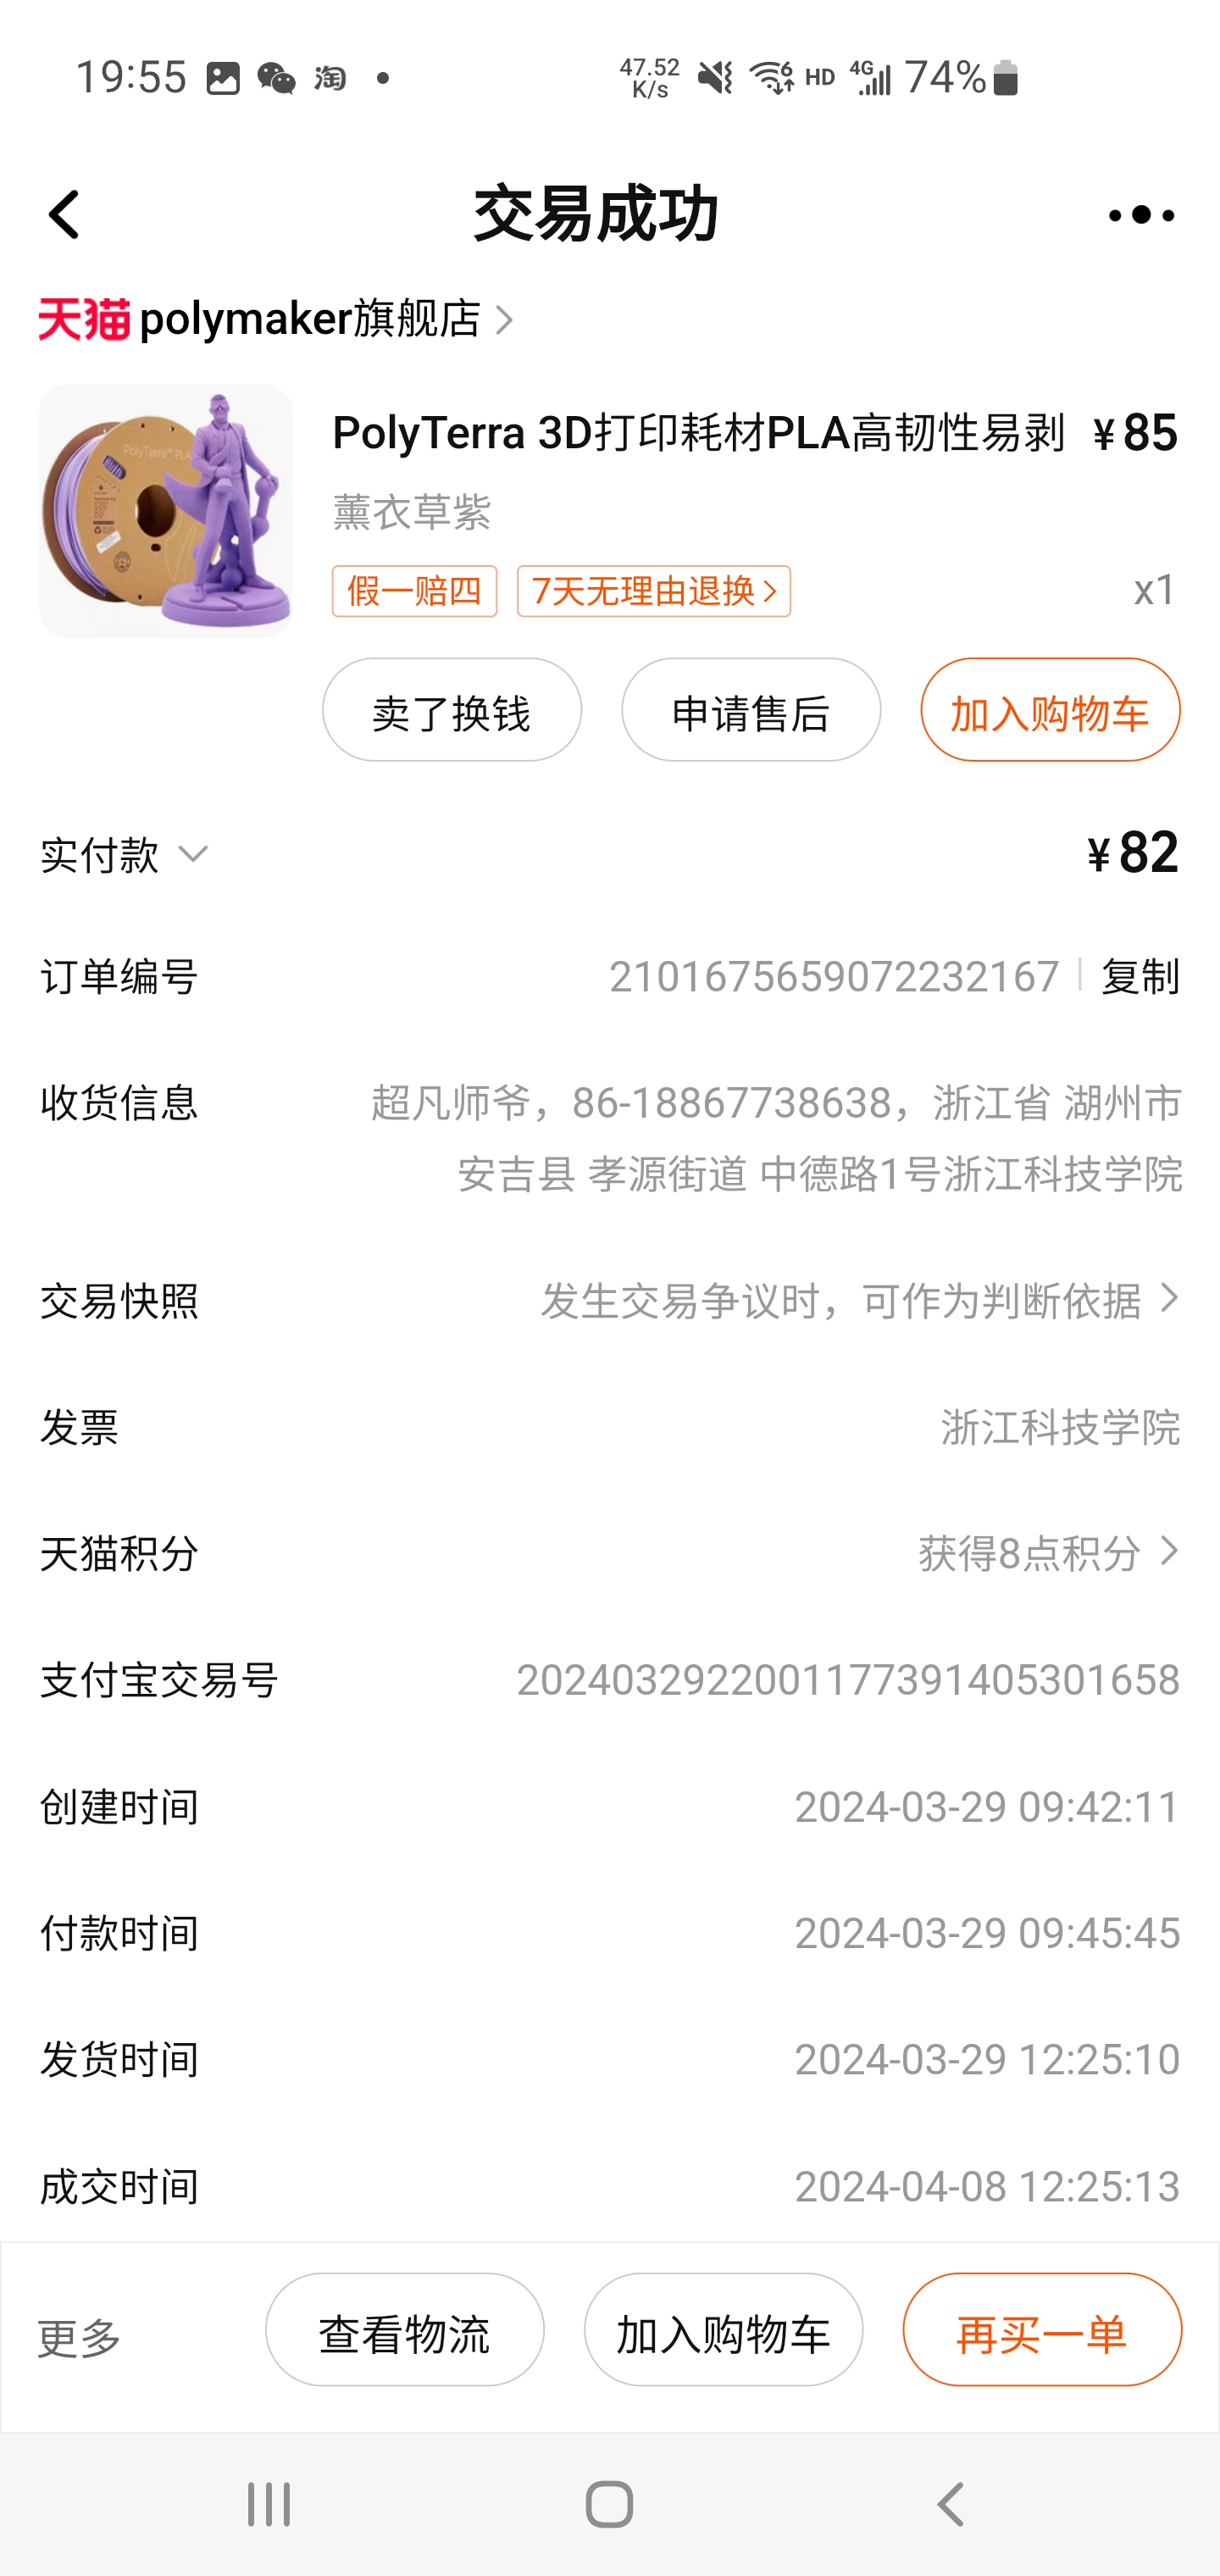 19:55 淘 47.52 K/s 6 HD 4G 74%
交易成功
天猫 polymaker旗舰店
PolyTerra 3D打印耗材PLA高韧性易剥 ¥85
PolyTerra™ PLA
薰衣草紫
假一赔四 7天无理由退换 x1
卖了换钱 申请售后 加入购物车
实付款 ¥82
订单编号 2101675659072232167 复制
收货信息 超凡师爷，86-18867738638，浙江省 湖州市
安吉县 孝源街道 中德路1号浙江科技学院
交易快照 发生交易争议时，可作为判断依据
发票 浙江科技学院
天猫积分 获得8点积分
支付宝交易号 2024032922001177391405301658
创建时间 2024-03-29 09:42:11
付款时间 2024-03-29 09:45:45
发货时间 2024-03-29 12:25:10
成交时间 2024-04-08 12:25:13
更多 查看物流 加入购物车 再买一单